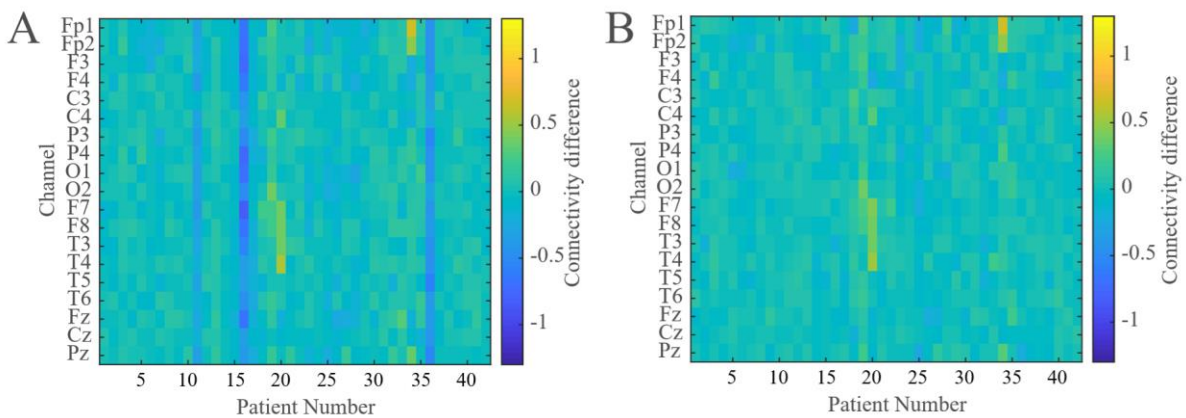 A
Channel
Fp1
Fp2
F3
F4
C3
C4
P3
P4
O1
O2
F7
F8
T3
T4
T5
T6
Fz
Cz
Pz
5 10 15 20 25 30 35 40
Patient Number
1
0.5
0
-0.5
-1
Connectivity difference
B
Channel
Fp1
Fp2
F3
F4
C3
C4
P3
P4
O1
O2
F7
F8
T3
T4
T5
T6
Fz
Cz
Pz
5 10 15 20 25 30 35 40
Patient Number
1
0.5
0
-0.5
-1
Connectivity difference